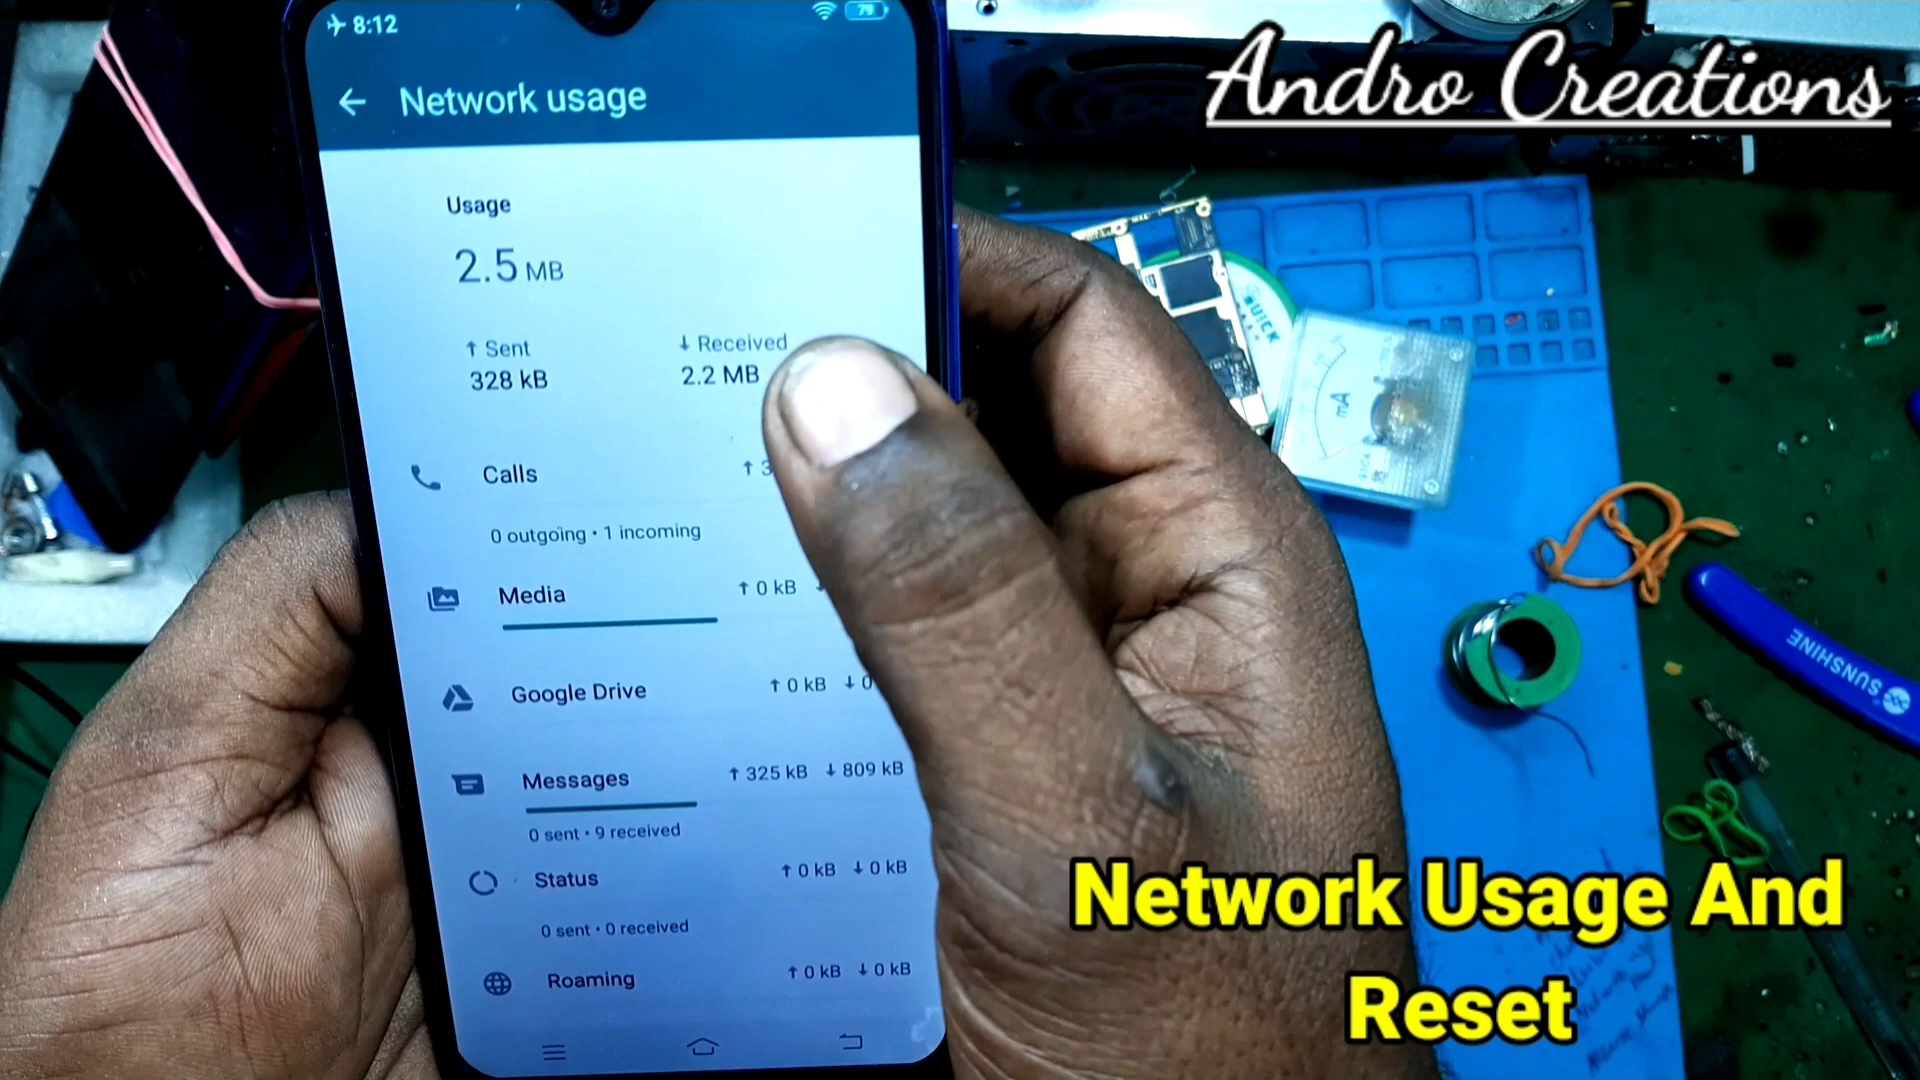 8:12
79
Andro Creations
Network usage
Usage
2.5 MB
↑ Sent
328 kB
↓ Received
2.2 MB
Calls
↑ 3
0 outgoing • 1 incoming
Media
↑ 0 kB
Google Drive
↑ 0 kB ↓ 0
Messages
↑ 325 kB ↓ 809 kB
0 sent • 9 received
Status
↑ 0 kB ↓ 0 kB
0 sent • 0 received
Roaming
↑ 0 kB ↓ 0 kB
QUICK
mA
SUNSHINE
Network Usage And
Reset